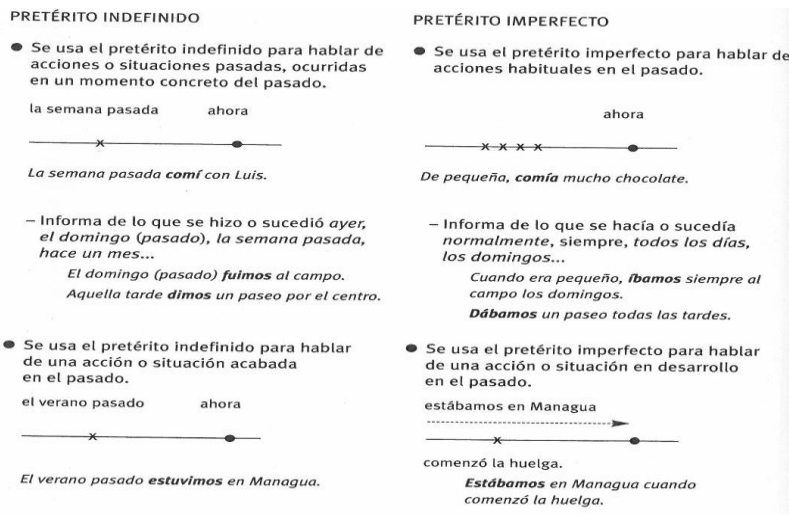 PRETÉRITO INDEFINIDO
● Se usa el pretérito indefinido para hablar de
acciones o situaciones pasadas, ocurridas
en un momento concreto del pasado.
la semana pasada ahora
La semana pasada comí con Luis.
– Informa de lo que se hizo o sucedió ayer,
el domingo (pasado), la semana pasada,
hace un mes...
El domingo (pasado) fuimos al campo.
Aquella tarde dimos un paseo por el centro.
● Se usa el pretérito indefinido para hablar
de una acción o situación acabada
en el pasado.
el verano pasado ahora
El verano pasado estuvimos en Managua.
PRETÉRITO IMPERFECTO
● Se usa el pretérito imperfecto para hablar de
acciones habituales en el pasado.
ahora
De pequeña, comía mucho chocolate.
– Informa de lo que se hacía o sucedía
normalmente, siempre, todos los días,
los domingos...
Cuando era pequeño, íbamos siempre al
campo los domingos.
Dábamos un paseo todas las tardes.
● Se usa el pretérito imperfecto para hablar
de una acción o situación en desarrollo
en el pasado.
estábamos en Managua
comenzó la huelga.
Estábamos en Managua cuando
comenzó la huelga.